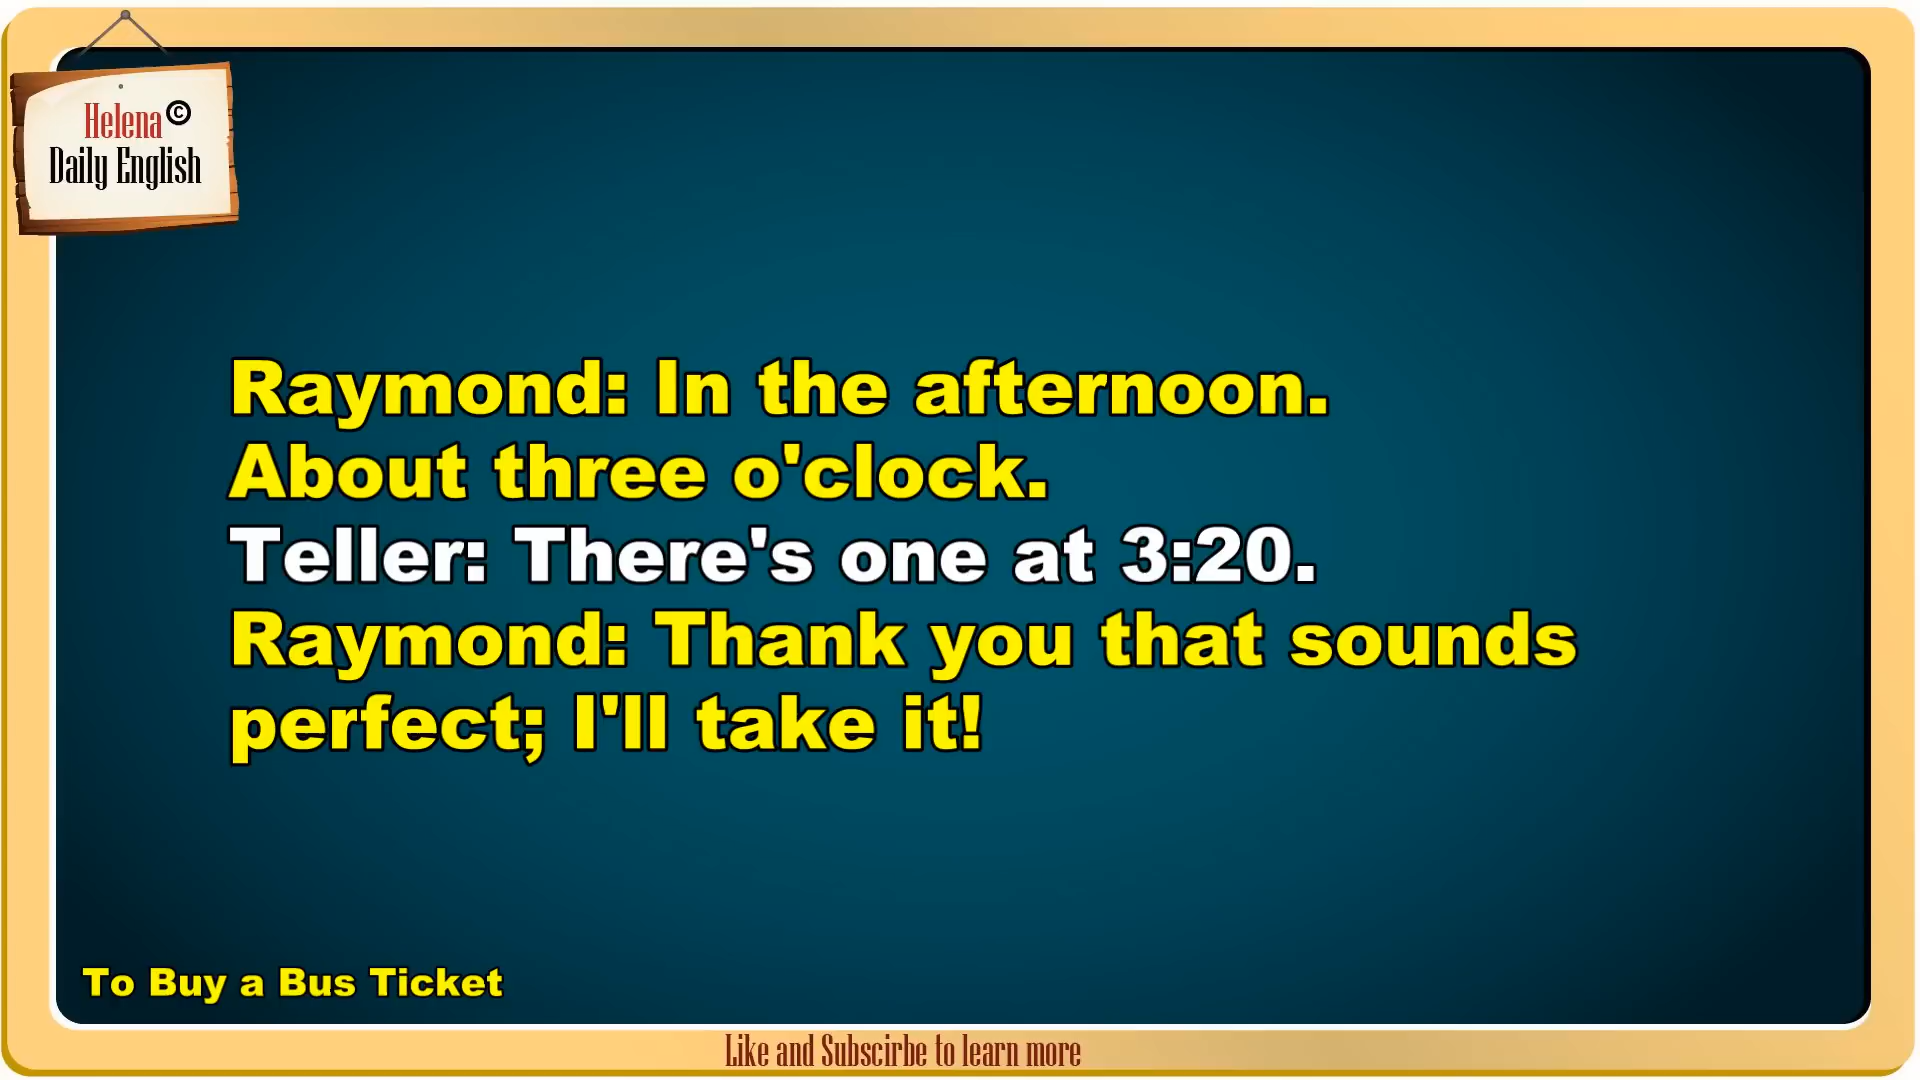 Helena©
Daily English
Raymond: In the afternoon.
About three o'clock.
Teller: There's one at 3:20.
Raymond: Thank you that sounds
perfect; I'll take it!
To Buy a Bus Ticket
Like and Subscirbe to learn more